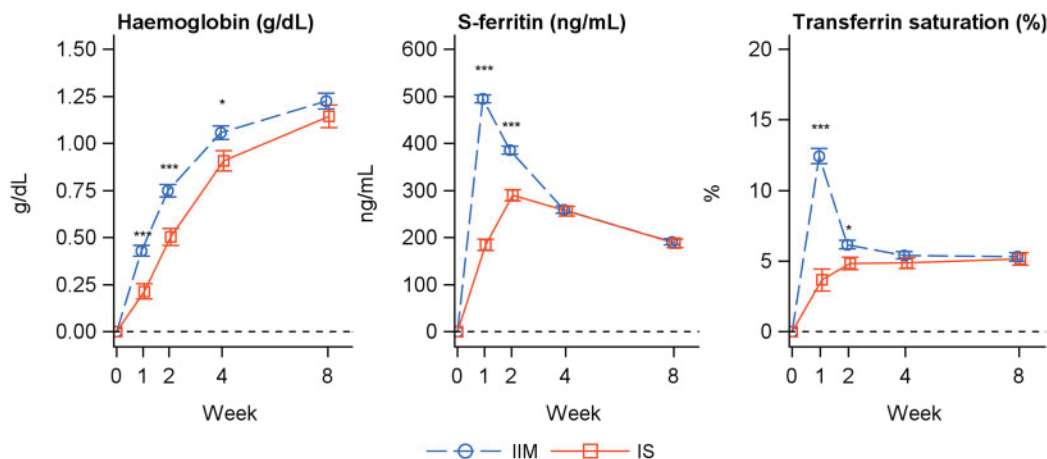 Haemoglobin (g/dL)
S-ferritin (ng/mL)
Transferrin saturation (%)
1.50
1.25
1.00
0.75
0.50
0.25
0.00
g/dL
***
***
*
0 1 2 4 8
Week
600
500
400
300
200
100
0
ng/mL
***
***
0 1 2 4 8
Week
20
15
10
5
0
%
***
*
0 1 2 4 8
Week
IIM IS